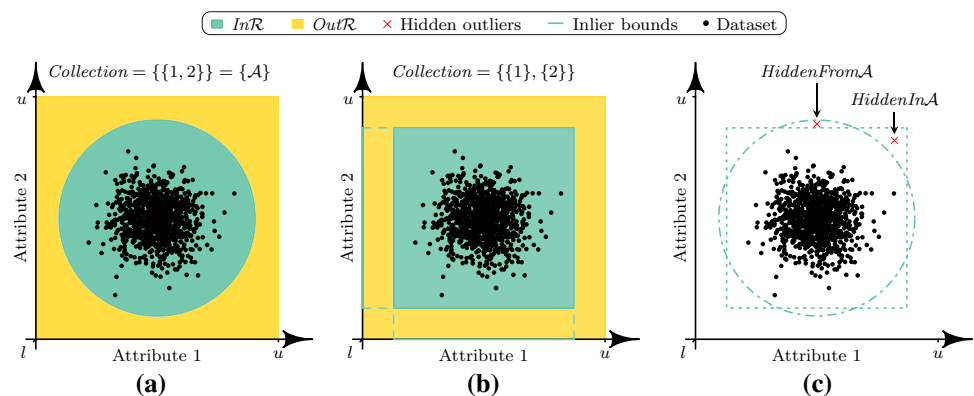 InR OutR Hidden outliers Inlier bounds Dataset
Collection = {{1, 2}} = {A}
u
Attribute 2
l
Attribute 1
u
(a)
Collection = {{1}, {2}}
u
Attribute 2
l
Attribute 1
u
(b)
HiddenFromA
HiddenInA
u
Attribute 2
l
Attribute 1
u
(c)